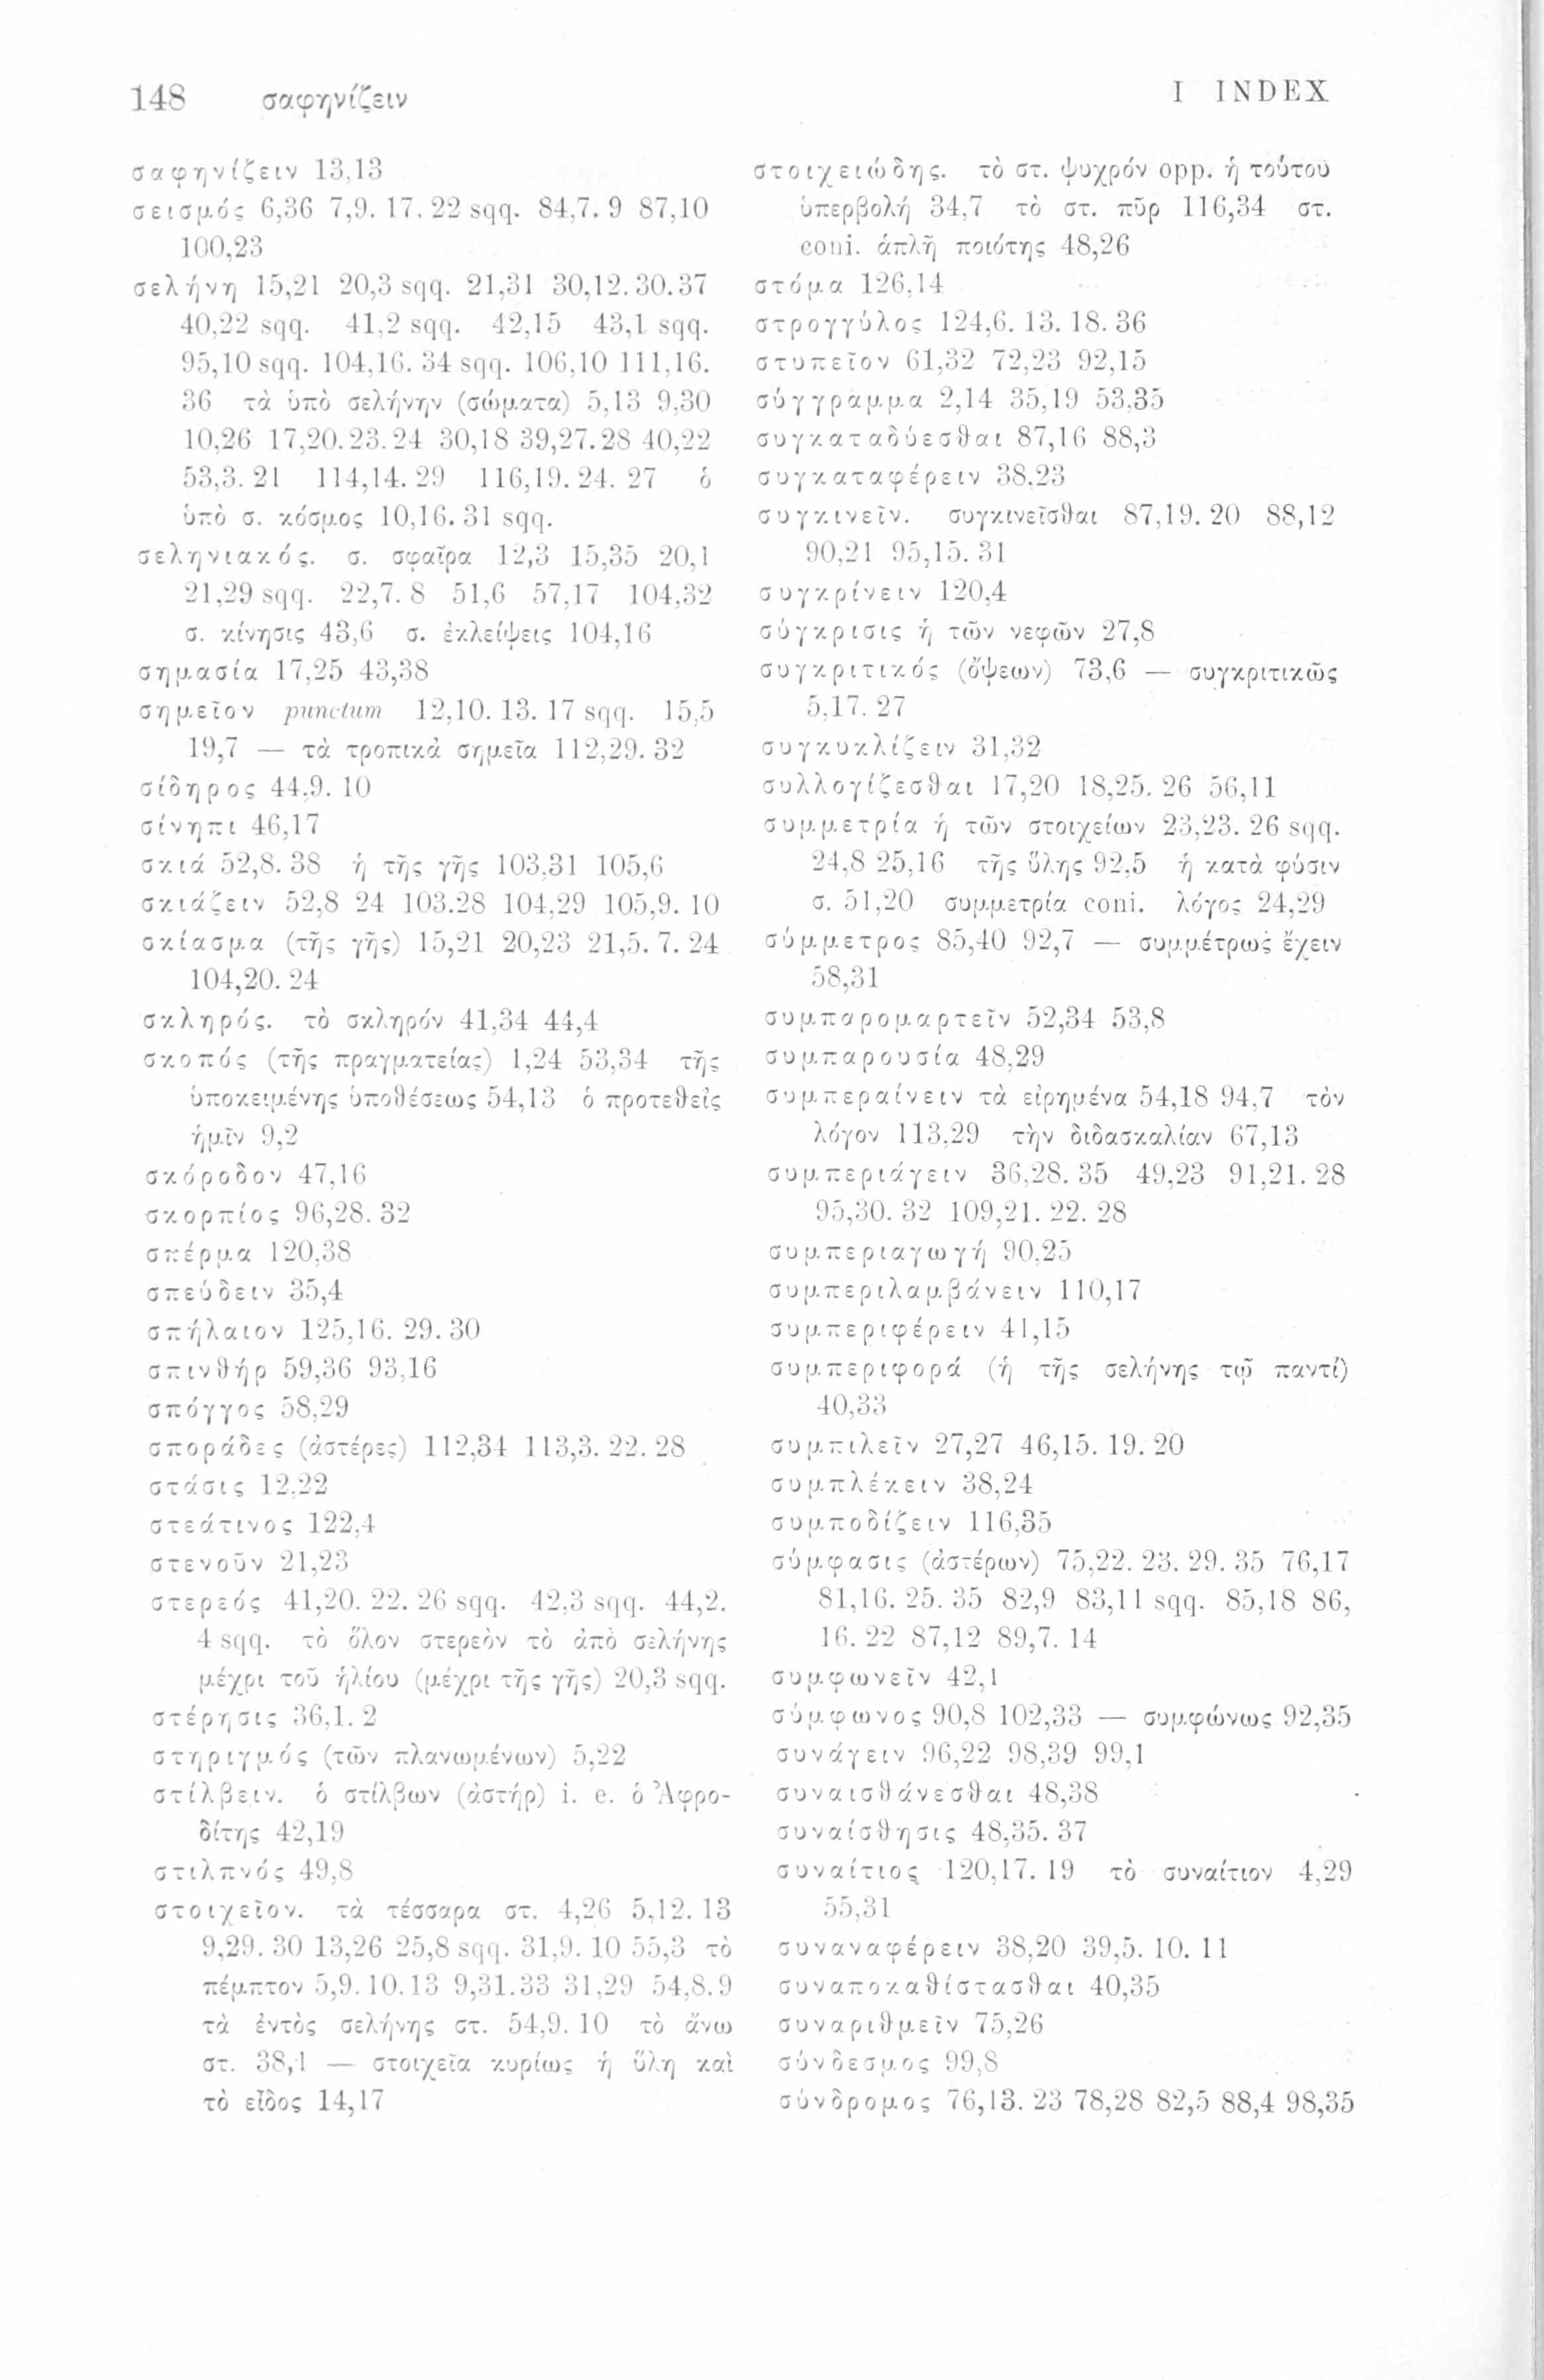 148 σαφηνίζειν I INDEX
σαφηνίζειν 13,13
σεισμός 6,36 7,9. 17. 22 sqq. 84,7. 9 87,10
100,23
σελήνη 15,21 20,3 sqq. 21,31 30,12. 30. 37
40,22 sqq. 41,2 sqq. 42,15 43,1 sqq.
95,10 sqq. 104,16. 34 sqq. 106,10 111,16.
36 τὰ ὑπὸ σελήνην (σώματα) 5,13 9,30
10,26 17,20. 23. 24 30,18 39,27. 28 40,22
53,3. 21 114,14. 29 116,19. 24. 27 ὁ
ὑπὸ σ. κόσμος 10,16. 31 sqq.
σεληνιακός. σ. σφαῖρα 12,3 15,35 20,1
21,29 sqq. 22,7. 8 51,6 57,17 104,32
σ. κίνησις 43,6 σ. ἐκλείψεις 104,16
σημασία 17,25 43,38
σημεῖον punctum 12,10. 13. 17 sqq. 15,5
19,7 — τὰ τροπικὰ σημεῖα 112,29. 32
σίδηρος 44,9. 10
σίνηπι 46,17
σκιά 52,8. 38 ἡ τῆς γῆς 103,31 105,6
σκιάζειν 52,8 24 103.28 104,29 105,9. 10
σκίασμα (τῆς γῆς) 15,21 20,23 21,5. 7. 24
104,20. 24
σκληρός. τὸ σκληρόν 41,34 44,4
σκοπός (τῆς πραγματείας) 1,24 53,34 τῆς
ὑποκειμένης ὑποθέσεως 54,13 ὁ προτεθεὶς
ἡμῖν 9,2
σκόροδον 47,16
σκορπίος 96,28. 32
σπέρμα 120,38
σπεύδειν 35,4
σπήλαιον 125,16. 29. 30
σπινθήρ 59,36 93,16
σπόγγος 58,29
σποράδες (ἀστέρες) 112,34 113,3. 22. 28
στάσις 12,22
στεάτινος 122,4
στενοῦν 21,23
στερεός 41,20. 22. 26 sqq. 42,3 sqq. 44,2.
4 sqq. τὸ ὅλον στερεὸν τὸ ἀπὸ σελήνης
μέχρι τοῦ ἡλίου (μέχρι τῆς γῆς) 20,3 sqq.
στέρησις 36,1. 2
στηριγμός (τῶν πλανωμένων) 5,22
στίλβειν. ὁ στίλβων (ἀστήρ) i. e. ὁ Ἀφρο-
δίτης 42,19
στιλπνός 49,8
στοιχεῖον. τὰ τέσσαρα στ. 4,26 5,12. 13
9,29. 30 13,26 25,8 sqq. 31,9. 10 55,3 τὸ
πέμπτον 5,9. 10. 13 9,31. 33 31,29 54,8. 9
τὰ ἐντὸς σελήνης στ. 54,9. 10 τὸ ἄνω
στ. 38,1 — στοιχεῖα κυρίως ἡ ὕλη καὶ
τὸ εἶδος 14,17
στοιχειώδης. τὸ στ. ψυχρόν opp. ἡ τούτου
ὑπερβολή 34,7 τὸ στ. πῦρ 116,34 στ.
coni. ἁπλῆ ποιότης 48,26
στόμα 126,14
στρογγύλος 124,6. 13. 18. 36
στυπεῖον 61,32 72,23 92,15
σύγγραμμα 2,14 35,19 53,35
συγκαταδύεσθαι 87,16 88,3
συγκαταφέρειν 38,23
συγκινεῖν. συγκινεῖσθαι 87,19. 20 88,12
90,21 95,15. 31
συγκρίνειν 120,4
σύγκρισις ἡ τῶν νεφῶν 27,8
συγκριτικός (ὄψεων) 73,6 — συγκριτικῶς
5,17. 27
συγκυκλίζειν 31,32
συλλογίζεσθαι 17,20 18,25. 26 56,11
συμμετρία ἡ τῶν στοιχείων 23,23. 26 sqq.
24,8 25,16 τῆς ὕλης 92,5 ἡ κατὰ φύσιν
σ. 51,20 συμμετρία coni. λόγος 24,29
σύμμετρος 85,40 92,7 — συμμέτρως ἔχειν
58,31
συμπαρομαρτεῖν 52,34 53,8
συμπαρουσία 48,29
συμπεραίνειν τὰ εἰρημένα 54,18 94,7 τὸν
λόγον 113,29 τὴν διδασκαλίαν 67,13
συμπεριάγειν 36,28. 35 49,23 91,21. 28
95,30. 32 109,21. 22. 28
συμπεριαγωγή 90,25
συμπεριλαμβάνειν 110,17
συμπεριφέρειν 41,15
συμπεριφορά (ἡ τῆς σελήνης τῷ παντί)
40,33
συμπιλεῖν 27,27 46,15. 19. 20
συμπλέκειν 38,24
συμποδίζειν 116,35
σύμφασις (ἀστέρων) 75,22. 23. 29. 35 76,17
81,16. 25. 35 82,9 83,11 sqq. 85,18 86,
16. 22 87,12 89,7. 14
συμφωνεῖν 42,1
σύμφωνος 90,8 102,33 — συμφώνως 92,35
συνάγειν 96,22 98,39 99,1
συναισθάνεσθαι 48,38
συναίσθησις 48,35. 37
συναίτιος 120,17. 19 τὸ συναίτιον 4,29
55,31
συναναφέρειν 38,20 39,5. 10. 11
συναποκαθίστασθαι 40,35
συναριθμεῖν 75,26
σύνδεσμος 99,8
σύνδρομος 76,13. 23 78,28 82,5 88,4 98,35